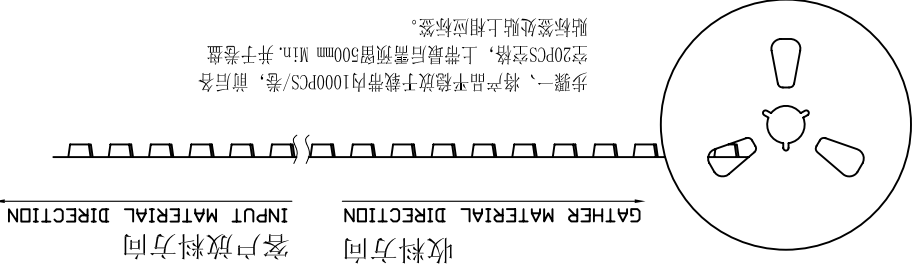 收料方向
GATHER MATERIAL DIRECTION
客户放料方向
INPUT MATERIAL DIRECTION
步骤一、将产品平稳放于载带内1000PCS/卷，前后各
空20PCS空格，上带最后需预留500mm Min.并于卷盘
贴标签处贴上相应标签。